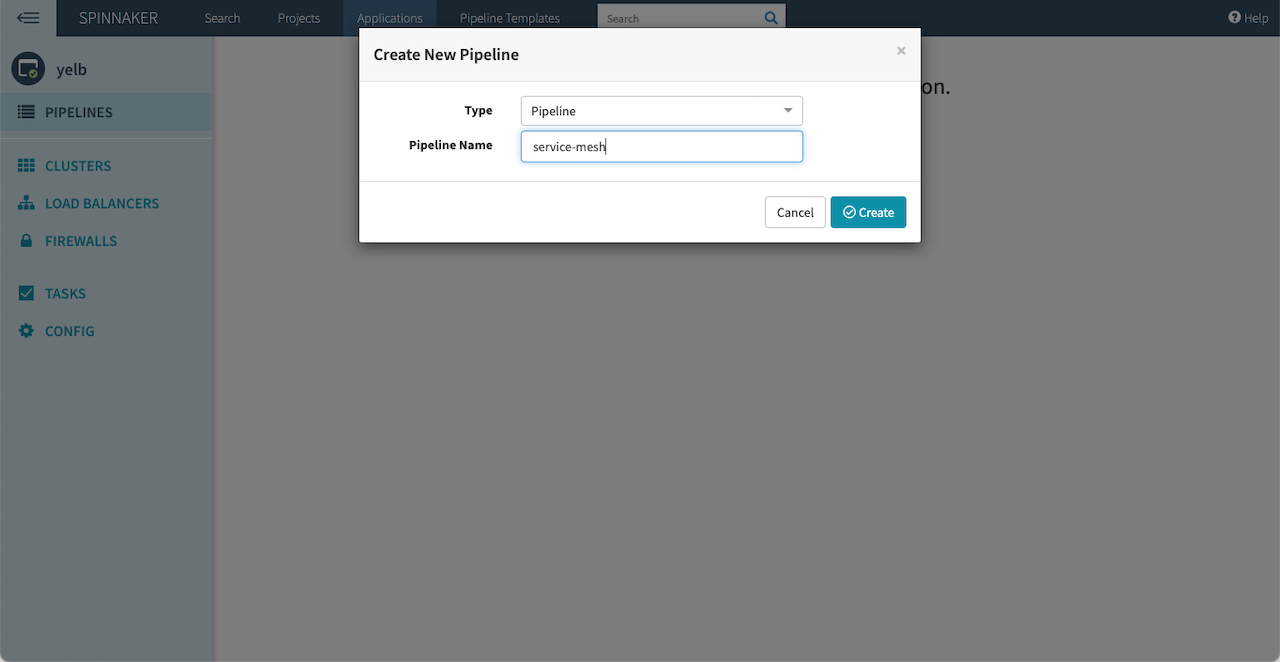 SPINNAKER Search Projects Applications Pipeline Templates Search Help
yelb
PIPELINES
CLUSTERS
LOAD BALANCERS
FIREWALLS
TASKS
CONFIG
on.
Create New Pipeline ×
Type Pipeline
Pipeline Name service-mesh
Cancel Create